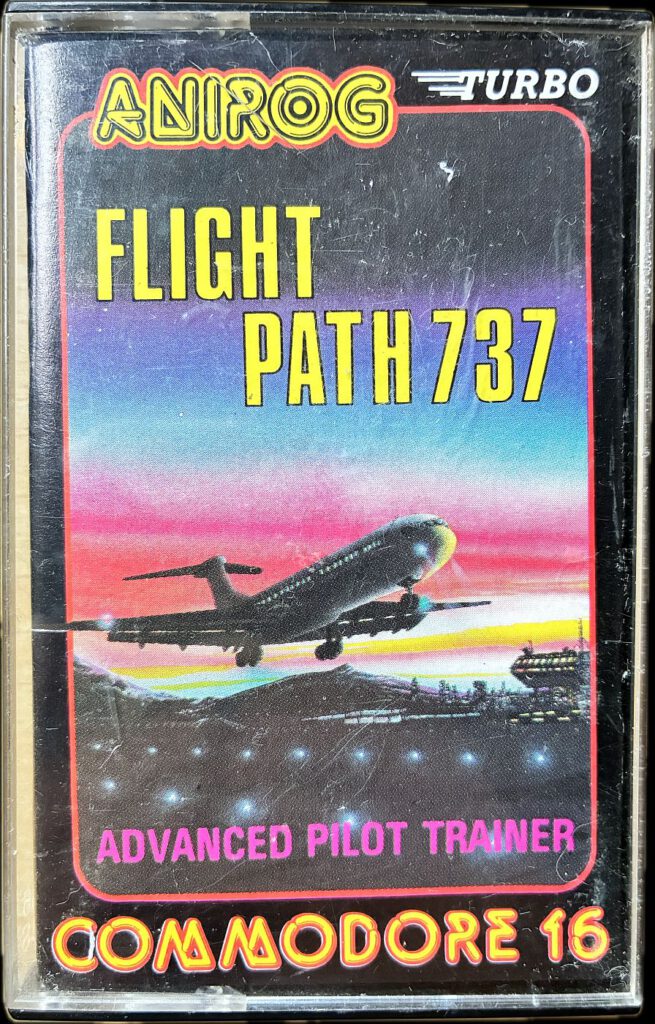 ANIROG
TURBO
FLIGHT
PATH 737
ADVANCED PILOT TRAINER
COMMODORE 16